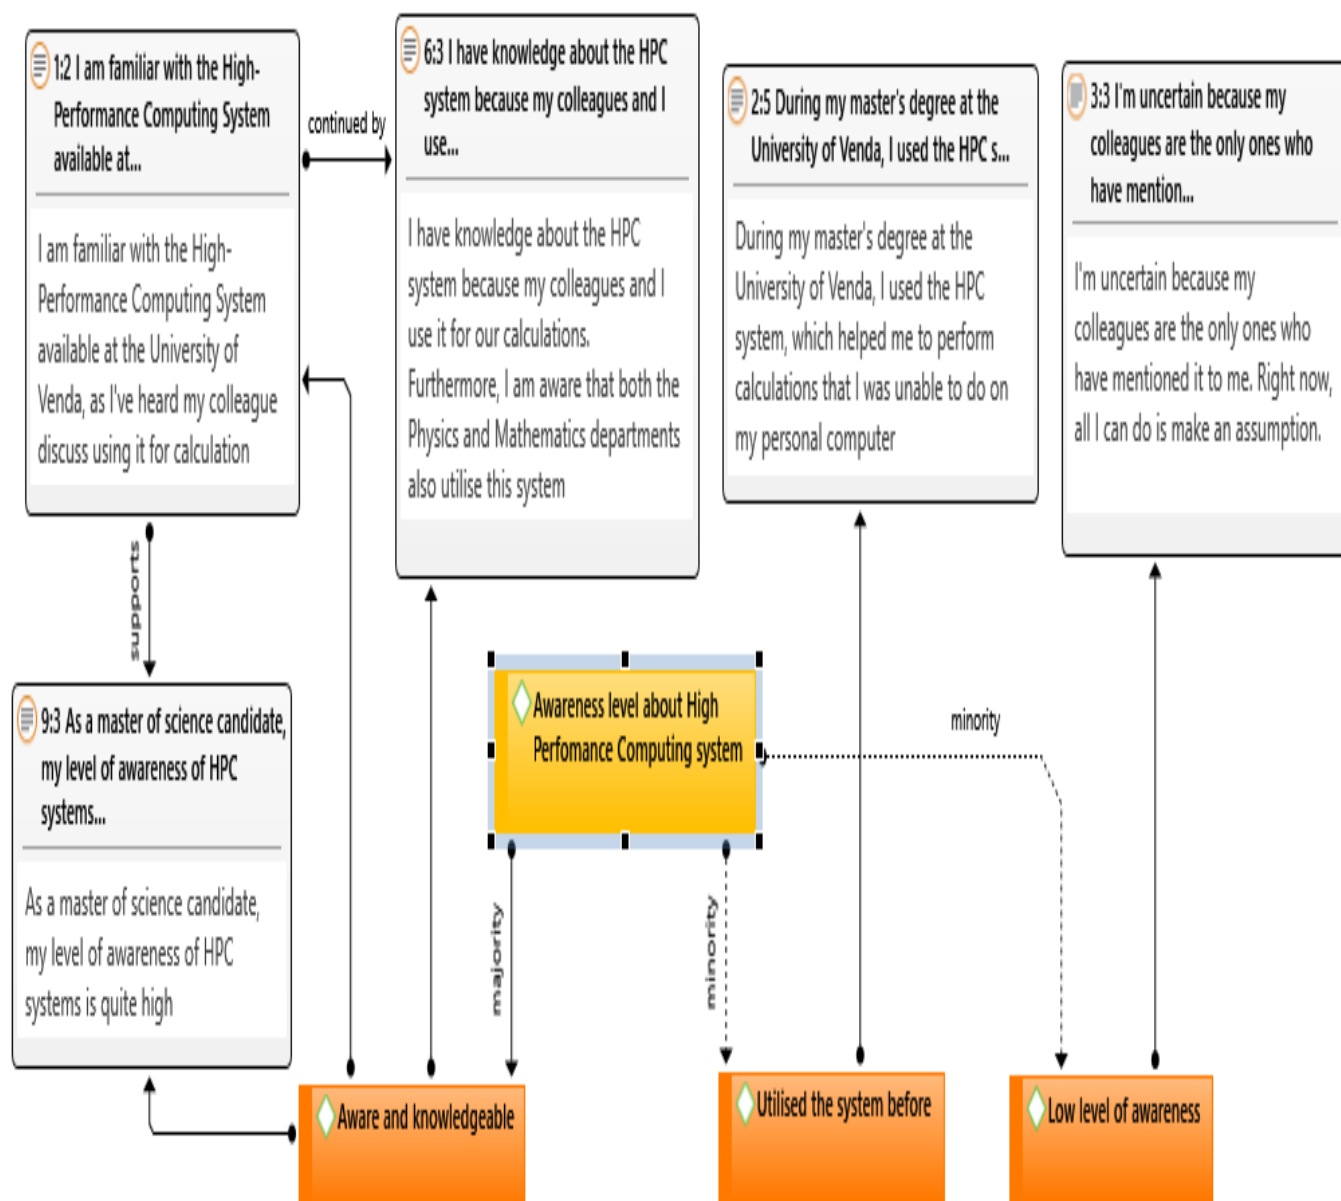 1:2 I am familiar with the High-
Performance Computing System
available at...
I am familiar with the High-
Performance Computing System
available at the University of
Venda, as I've heard my colleague
discuss using it for calculation
continued by
6:3 I have knowledge about the HPC
system because my colleagues and I
use...
I have knowledge about the HPC
system because my colleagues and I
use it for our calculations.
Furthermore, I am aware that both the
Physics and Mathematics departments
also utilise this system
2:5 During my master's degree at the
University of Venda, I used the HPC s...
During my master's degree at the
University of Venda, I used the HPC
system, which helped me to perform
calculations that I was unable to do on
my personal computer
3:3 I'm uncertain because my
colleagues are the only ones who
have mention...
I'm uncertain because my
colleagues are the only ones who
have mentioned it to me. Right now,
all I can do is make an assumption.
supports
9:3 As a master of science candidate,
my level of awareness of HPC
systems...
As a master of science candidate,
my level of awareness of HPC
systems is quite high
Awareness level about High
Perfomance Computing system
minority
majority
minority
Aware and knowledgeable
Utilised the system before
Low level of awareness